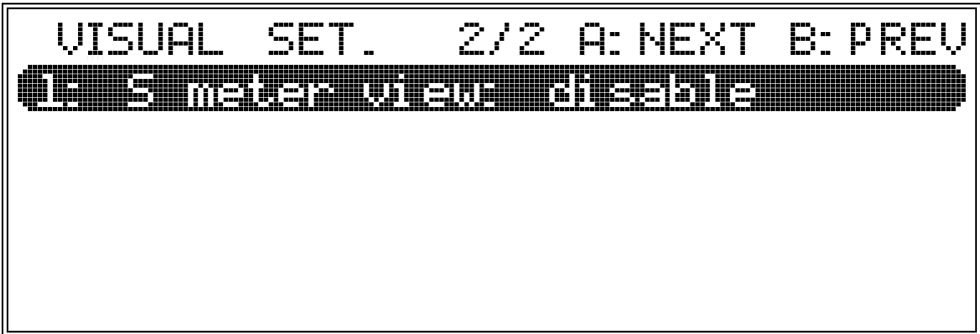 VISUAL SET. 2/2 A: NEXT B: PREV
1: S meter view: disable